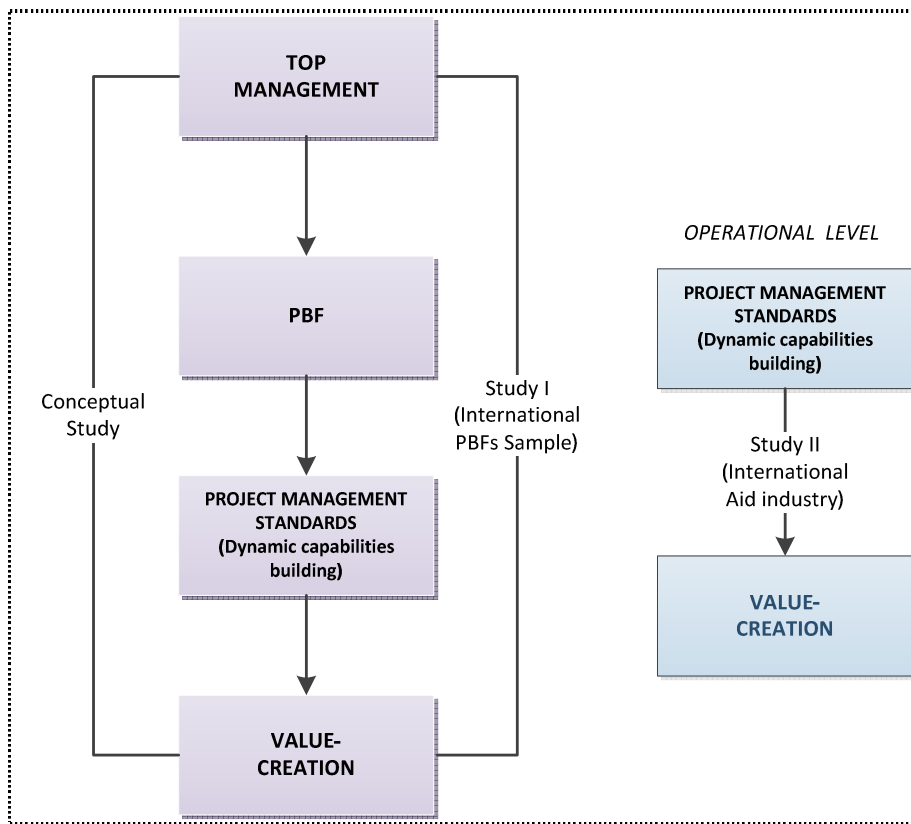 TOP
MANAGEMENT
PBF
Conceptual
Study
Study I
(International
PBFs Sample)
PROJECT MANAGEMENT
STANDARDS
(Dynamic capabilities
building)
VALUE-
CREATION
OPERATIONAL LEVEL
PROJECT MANAGEMENT
STANDARDS
(Dynamic capabilities
building)
Study II
(International
Aid industry)
VALUE-
CREATION